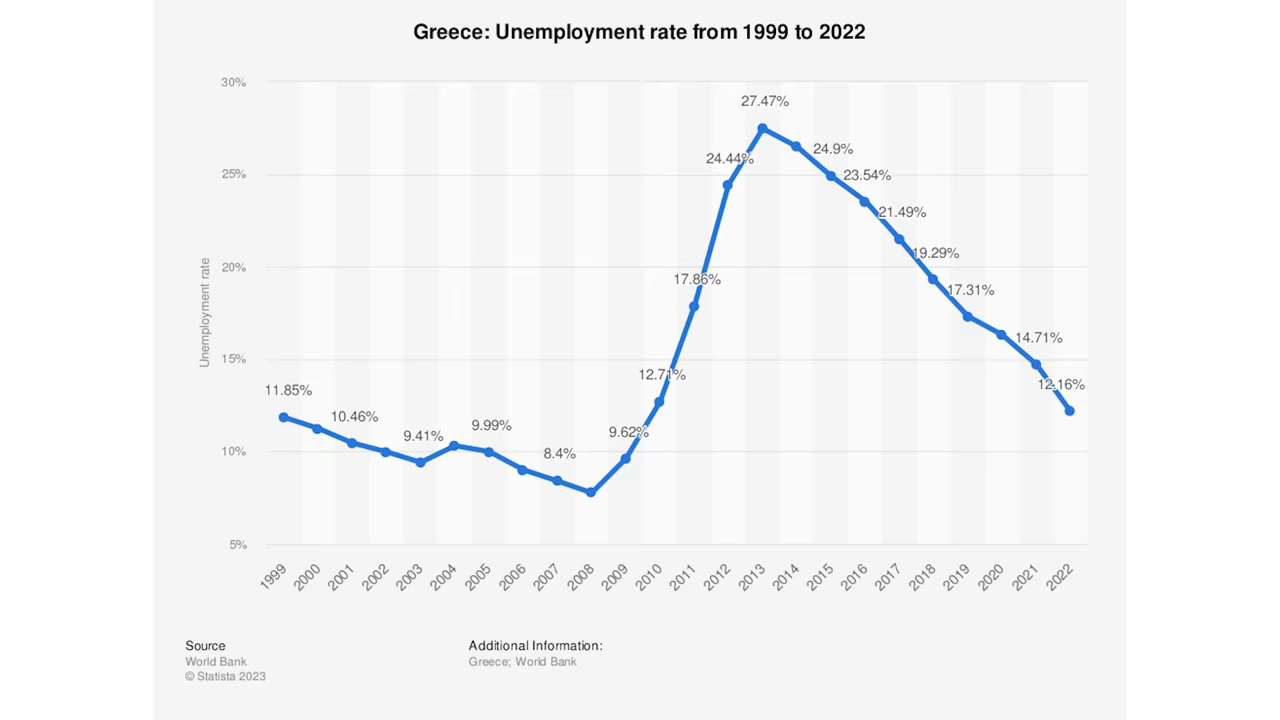 Greece: Unemployment rate from 1999 to 2022
30%
25%
20%
15%
10%
5%
Unemployment rate
11.85%
10.46%
9.41%
9.99%
8.4%
9.62%
12.71%
17.86%
24.44%
27.47%
24.9%
23.54%
21.49%
19.29%
17.31%
14.71%
12.16%
1999 2000 2001 2002 2003 2004 2005 2006 2007 2008 2009 2010 2011 2012 2013 2014 2015 2016 2017 2018 2019 2020 2021 2022
Source
World Bank
© Statista 2023
Additional Information:
Greece; World Bank